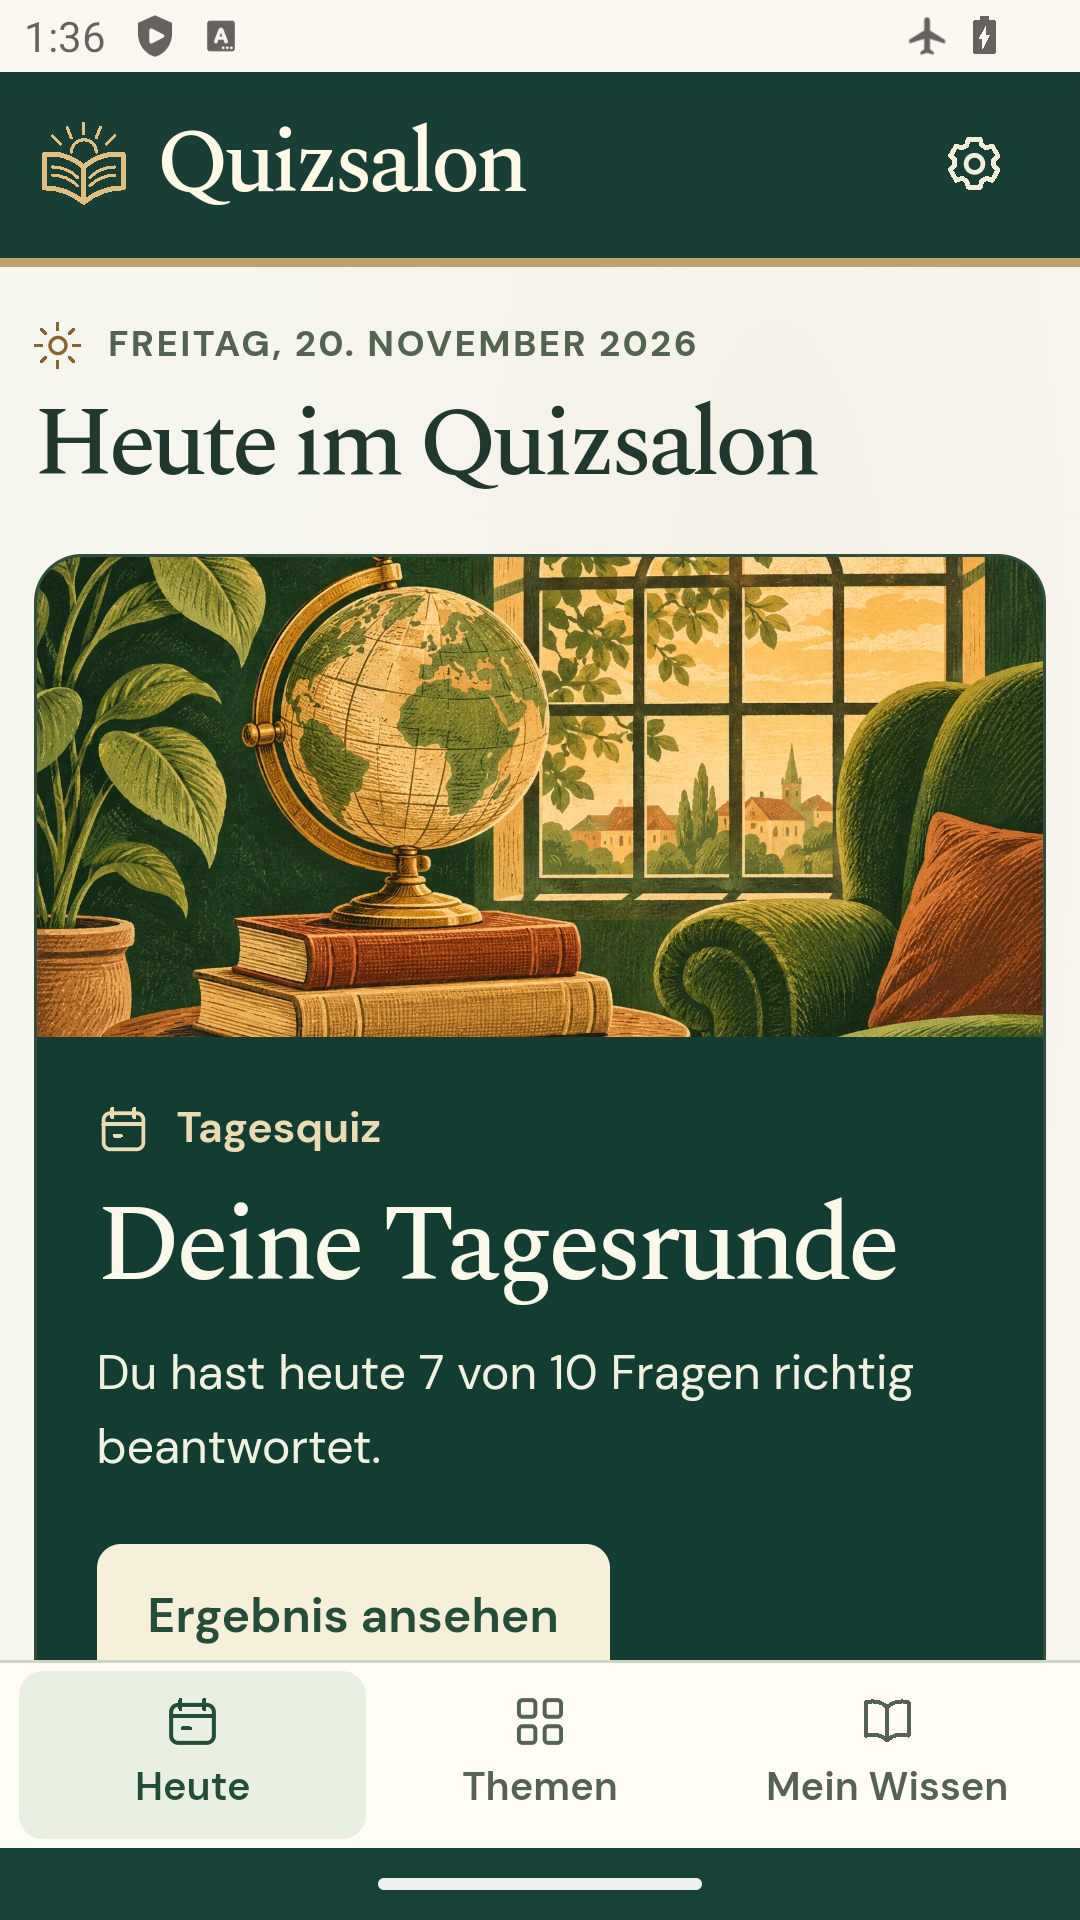 1:36
Quizsalon
FREITAG, 20. NOVEMBER 2026
Heute im Quizsalon
Tagesquiz
Deine Tagesrunde
Du hast heute 7 von 10 Fragen richtig
beantwortet.
Ergebnis ansehen
Heute
Themen
Mein Wissen